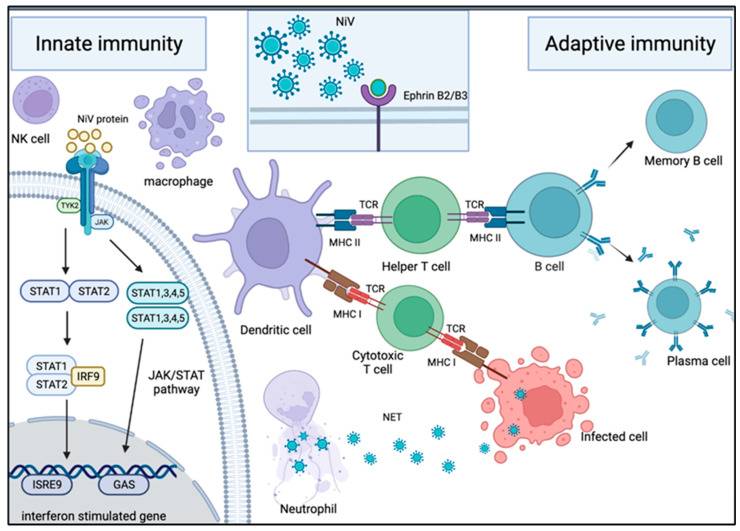 Innate immunity
NiV
Ephrin B2/B3
Adaptive immunity
NK cell
NiV protein
macrophage
Memory B cell
TYK2
JAK
TCR
MHC II
Helper T cell
TCR
MHC II
B cell
STAT1
STAT2
STAT1,3,4,5
STAT1,3,4,5
Dendritic cell
TCR
MHC I
Cytotoxic
T cell
TCR
MHC I
Plasma cell
STAT1
STAT2
IRF9
JAK/STAT
pathway
NET
Infected cell
ISRE9
GAS
interferon stimulated gene
Neutrophil